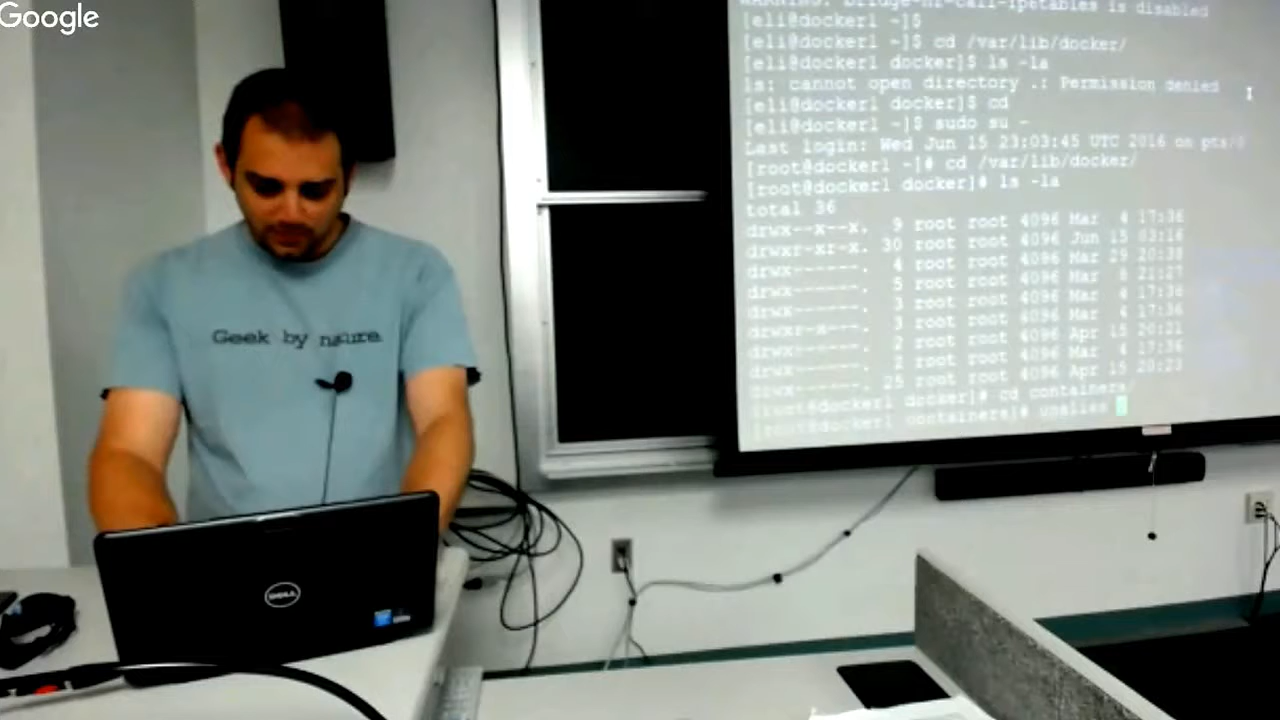 Google
WARNING: bridge-nf-call-iptables is disabled
[eli@docker1 ~]$
[eli@docker1 ~]$ cd /var/lib/docker/
[eli@docker1 docker]$ ls -la
ls: cannot open directory .: Permission denied
[eli@docker1 docker]$ cd
[eli@docker1 ~]$ sudo su -
Last login: Wed Jun 15 23:03:45 UTC 2016 on pts/0
[root@docker1 ~]# cd /var/lib/docker/
[root@docker1 docker]# ls -la
total 36
drwx--x--x. 9 root root 4096 Mar 4 17:36
drwxr-xr-x. 30 root root 4096 Jun 15 03:16
drwx------. 4 root root 4096 Mar 29 20:38
drwx------. 5 root root 4096 Mar 8 21:27
drwx------. 3 root root 4096 Mar 4 17:36
drwxr-x---. 3 root root 4096 Mar 4 17:36
drwx------. 2 root root 4096 Apr 15 20:21
drwx------. 2 root root 4096 Mar 4 17:36
drwx------. 25 root root 4096 Apr 15 20:23
[root@docker1 docker]# cd containers/
[root@docker1 containers]# unalias
Geek by nature
DELL